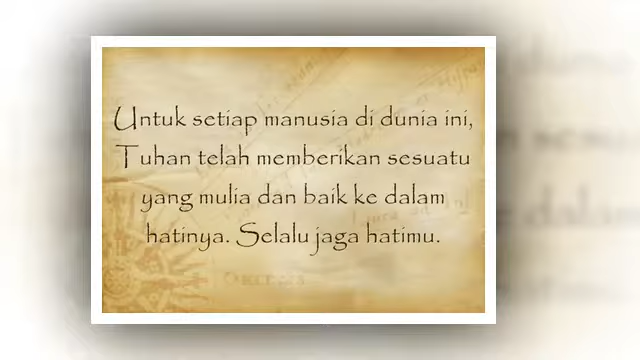 Untuk setiap manusia di dunia ini,
Tuhan telah memberikan sesuatu
yang mulia dan baik ke dalam
hatinya. Selalu jaga hatimu.